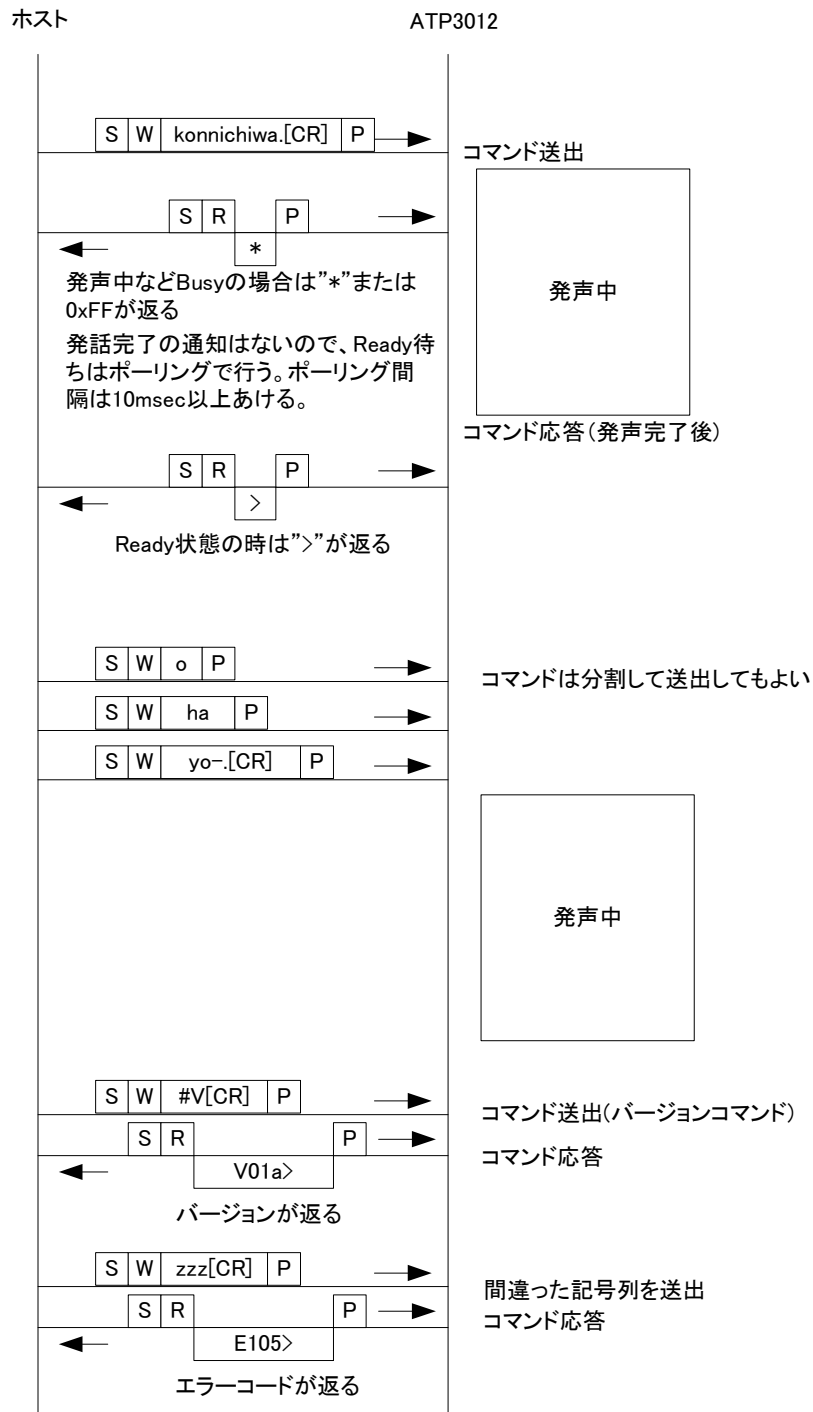 ホスト
ATP3012
S W konnichiwa.[CR] P
コマンド送出
S R P
*
発声中などBusyの場合は”*”または
0xFFが返る
発話完了の通知はないので、Ready待
ちはポーリングで行う。ポーリング間
隔は10msec以上あける。
発声中
コマンド応答(発声完了後)
S R P
>
Ready状態の時は”>”が返る
S W o P
コマンドは分割して送出してもよい
S W ha P
S W yo-.[CR] P
発声中
S W #V[CR] P
コマンド送出(バージョンコマンド)
S R P
コマンド応答
V01a>
バージョンが返る
S W zzz[CR] P
間違った記号列を送出
S R P
コマンド応答
E105>
エラーコードが返る